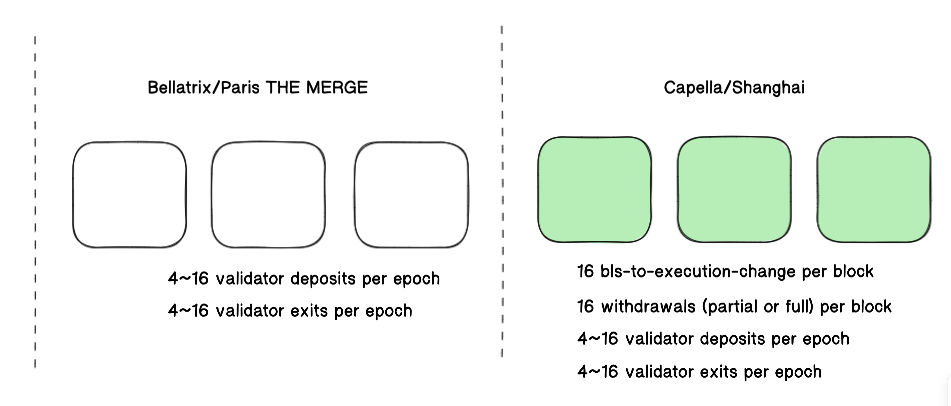 Bellatrix/Paris THE MERGE
4~16 validator deposits per epoch
4~16 validator exits per epoch
Capella/Shanghai
16 bls-to-execution-change per block
16 withdrawals (partial or full) per block
4~16 validator deposits per epoch
4~16 validator exits per epoch